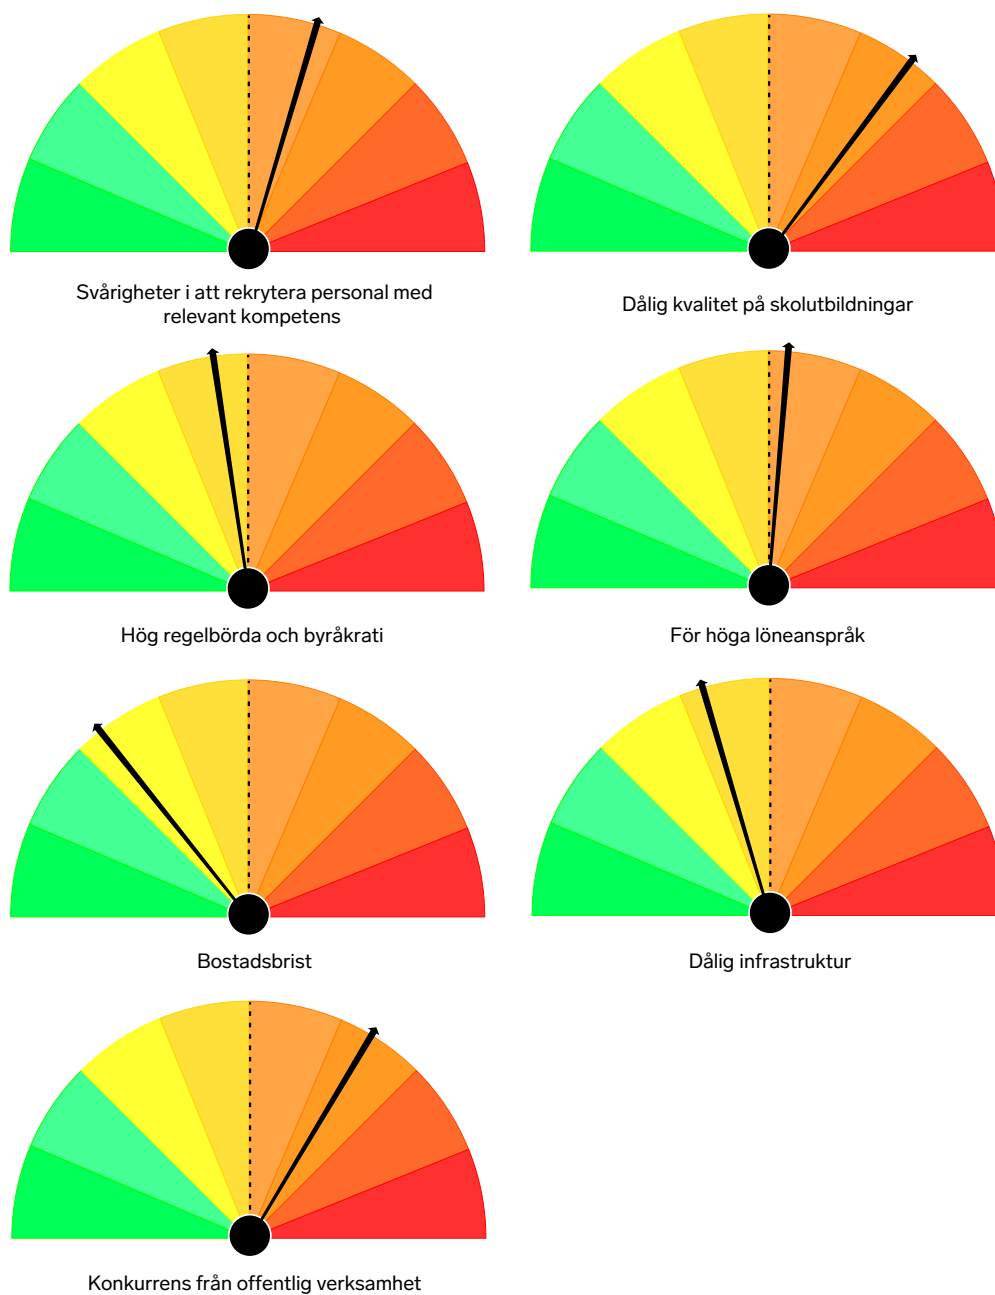 Svårigheter i att rekrytera personal med
relevant kompetens
Dålig kvalitet på skolutbildningar
Hög regelbörda och byråkrati
För höga löneanspråk
Bostadsbrist
Dålig infrastruktur
Konkurrens från offentlig verksamhet